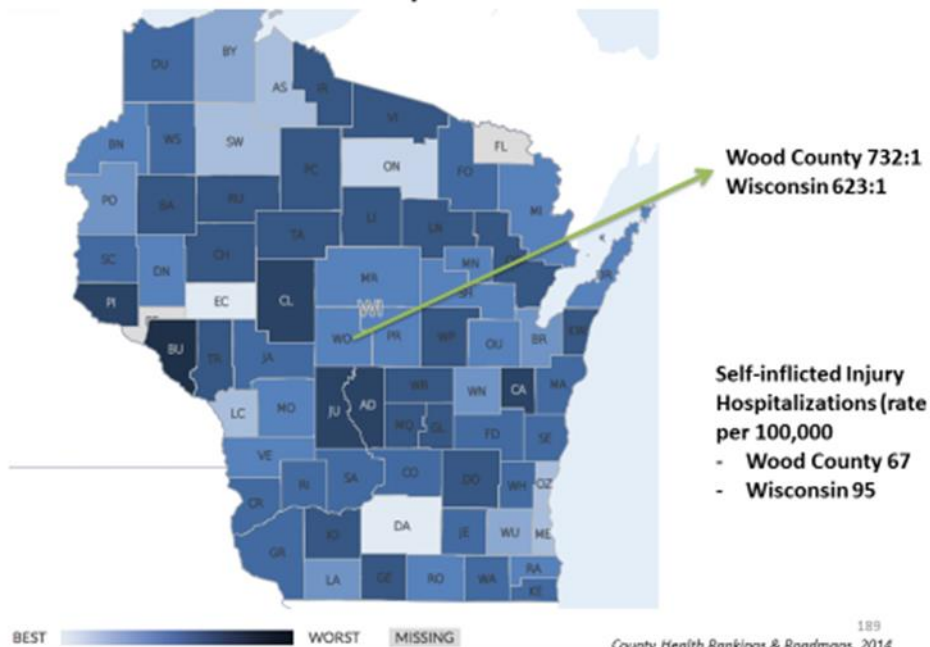 DU
BY
AS
IR
VI
BN
WS
SW
PC
ON
FO
FL
PO
BA
RU
LI
MI
SC
DN
CH
TA
LN
MN
MR
SH
DR
PI
EC
CL
WI
BU
TR
JA
WO
PR
WP
OU
BR
KW
LC
MO
JU
AD
WR
WN
CA
MA
MQ
GL
FD
SE
VE
RI
SA
CO
DO
WH
OZ
CR
GR
DA
JE
WU
LA
GE
RO
WA
RA
KE
Wood County 732:1
Wisconsin 623:1
Self-inflicted Injury
Hospitalizations (rate
per 100,000
- Wood County 67
- Wisconsin 95
BEST
WORST
MISSING
189
County Health Rankings & Roadmaps, 2014